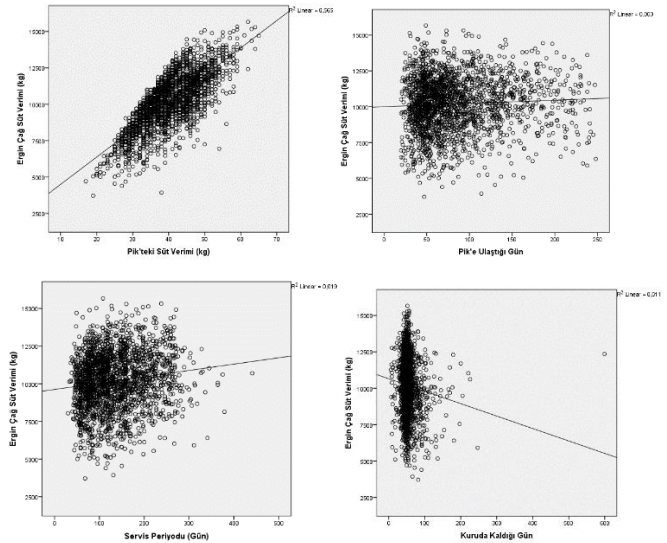 R² Linear = 0,565
Ergin Çağ Süt Verimi (kg)
15000
12500
10000
7500
5000
2500
10 20 30 40 50 60 70
Pik'teki Süt Verimi (kg)
R² Linear = 0,003
Ergin Çağ Süt Verimi (kg)
15000
12500
10000
7500
5000
2500
0 50 100 150 200 250
Pik'e Ulaştığı Gün
R² Linear = 0,019
Ergin Çağ Süt Verimi (kg)
15000
12500
10000
7500
5000
2500
0 100 200 300 400 500
Servis Periyodu (Gün)
R² Linear = 0,011
Ergin Çağ Süt Verimi (kg)
15000
12500
10000
7500
5000
2500
0 100 200 300 400 500 600
Kuruda Kaldığı Gün